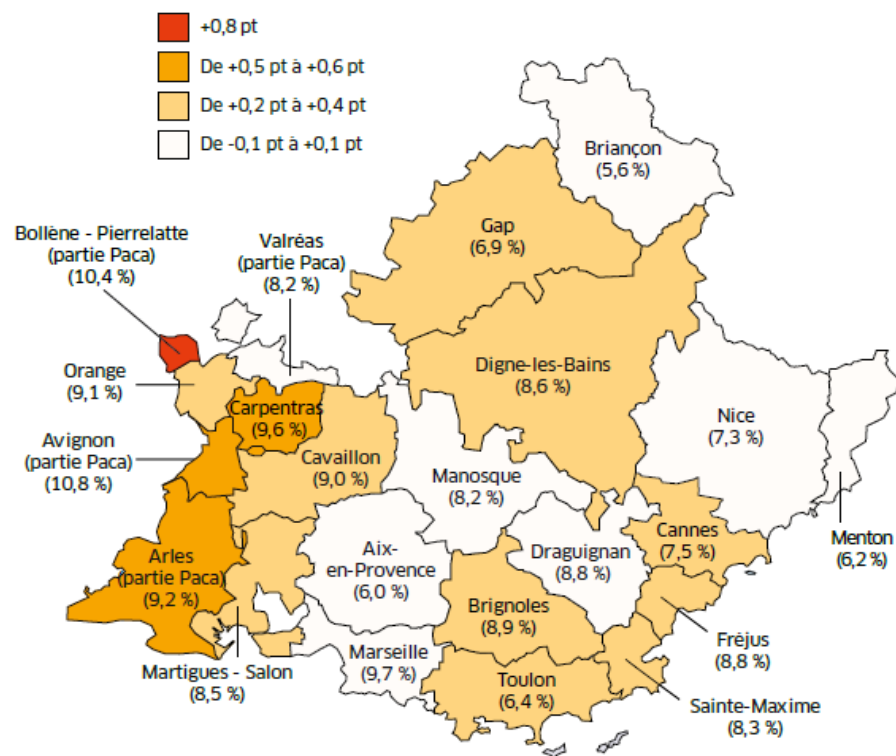 +0,8 pt
De +0,5 pt à +0,6 pt
De +0,2 pt à +0,4 pt
De -0,1 pt à +0,1 pt
Briançon
(5,6 %)
Gap
(6,9 %)
Bollène - Pierrelatte
(partie Paca)
(10,4 %)
Valréas
(partie Paca)
(8,2 %)
Orange
(9,1 %)
Digne-les-Bains
(8,6 %)
Carpentras
(9,6 %)
Nice
(7,3 %)
Avignon
(partie Paca)
(10,8 %)
Cavaillon
(9,0 %)
Manosque
(8,2 %)
Cannes
(7,5 %)
Menton
(6,2 %)
Arles
(partie Paca)
(9,2 %)
Aix-
en-Provence
(6,0 %)
Draguignan
(8,8 %)
Brignoles
(8,9 %)
Fréjus
(8,8 %)
Marseille
(9,7 %)
Martigues - Salon
(8,5 %)
Toulon
(6,4 %)
Sainte-Maxime
(8,3 %)